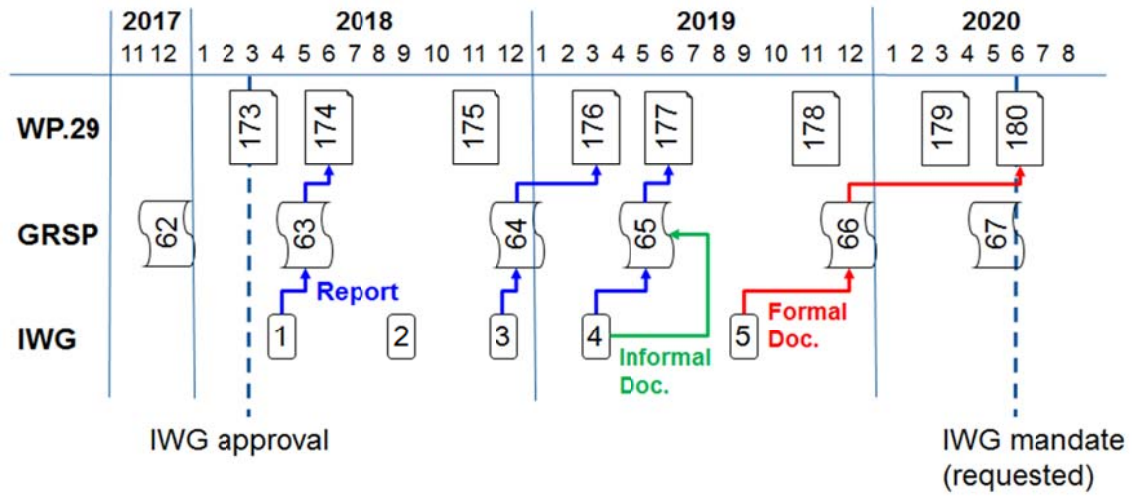 2017 2018 2019 2020
11 12 1 2 3 4 5 6 7 8 9 10 11 12 1 2 3 4 5 6 7 8 9 10 11 12 1 2 3 4 5 6 7 8
WP.29 173 174 175 176 177 178 179 180
GRSP 62 63 64 65 66 67
Report
Formal
Doc.
IWG 1 2 3 4 5
Informal
Doc.
IWG approval
IWG mandate
(requested)